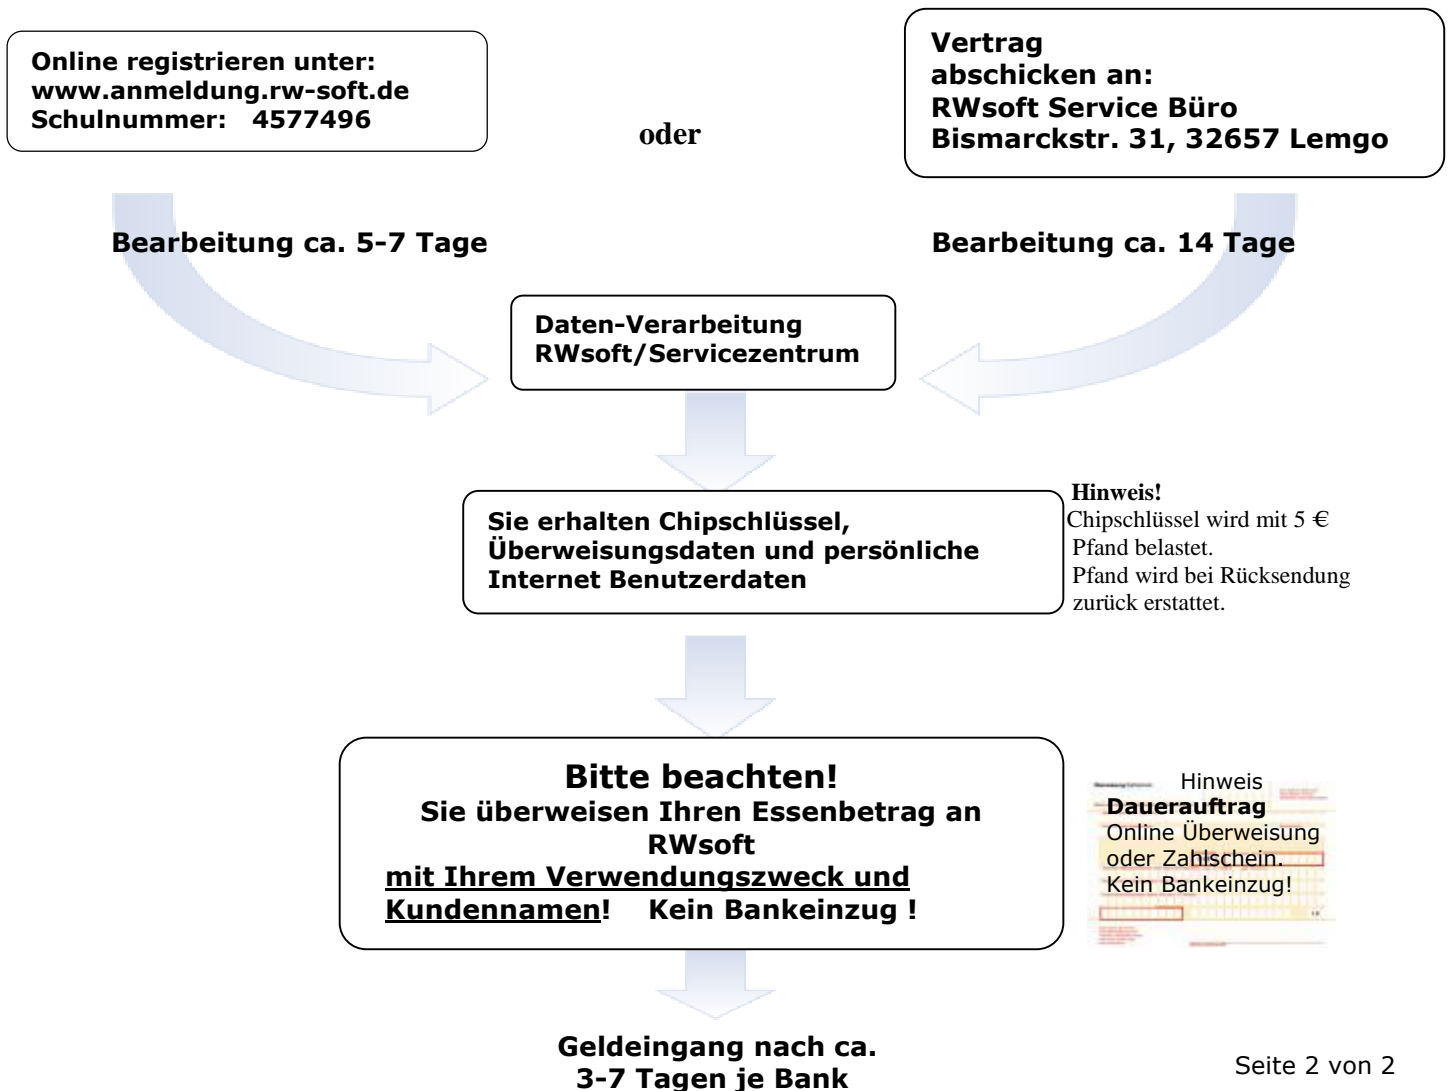 Online registrieren unter:
www.anmeldung.rw-soft.de
Schulnummer: 4577496
oder
Vertrag
abschicken an:
RWsoft Service Büro
Bismarckstr. 31, 32657 Lemgo
Bearbeitung ca. 5-7 Tage
Bearbeitung ca. 14 Tage
Daten-Verarbeitung
RWsoft/Servicezentrum
Sie erhalten Chipschlüssel,
Überweisungsdaten und persönliche
Internet Benutzerdaten
Hinweis!
Chipschlüssel wird mit 5 €
Pfand belastet.
Pfand wird bei Rücksendung
zurück erstattet.
Bitte beachten!
Sie überweisen Ihren Essenbetrag an
RWsoft
mit Ihrem Verwendungszweck und
Kundennamen! Kein Bankeinzug !
Hinweis
Dauerauftrag
Online Überweisung
oder Zahlschein.
Kein Bankeinzug!
Geldeingang nach ca.
3-7 Tagen je Bank
Seite 2 von 2